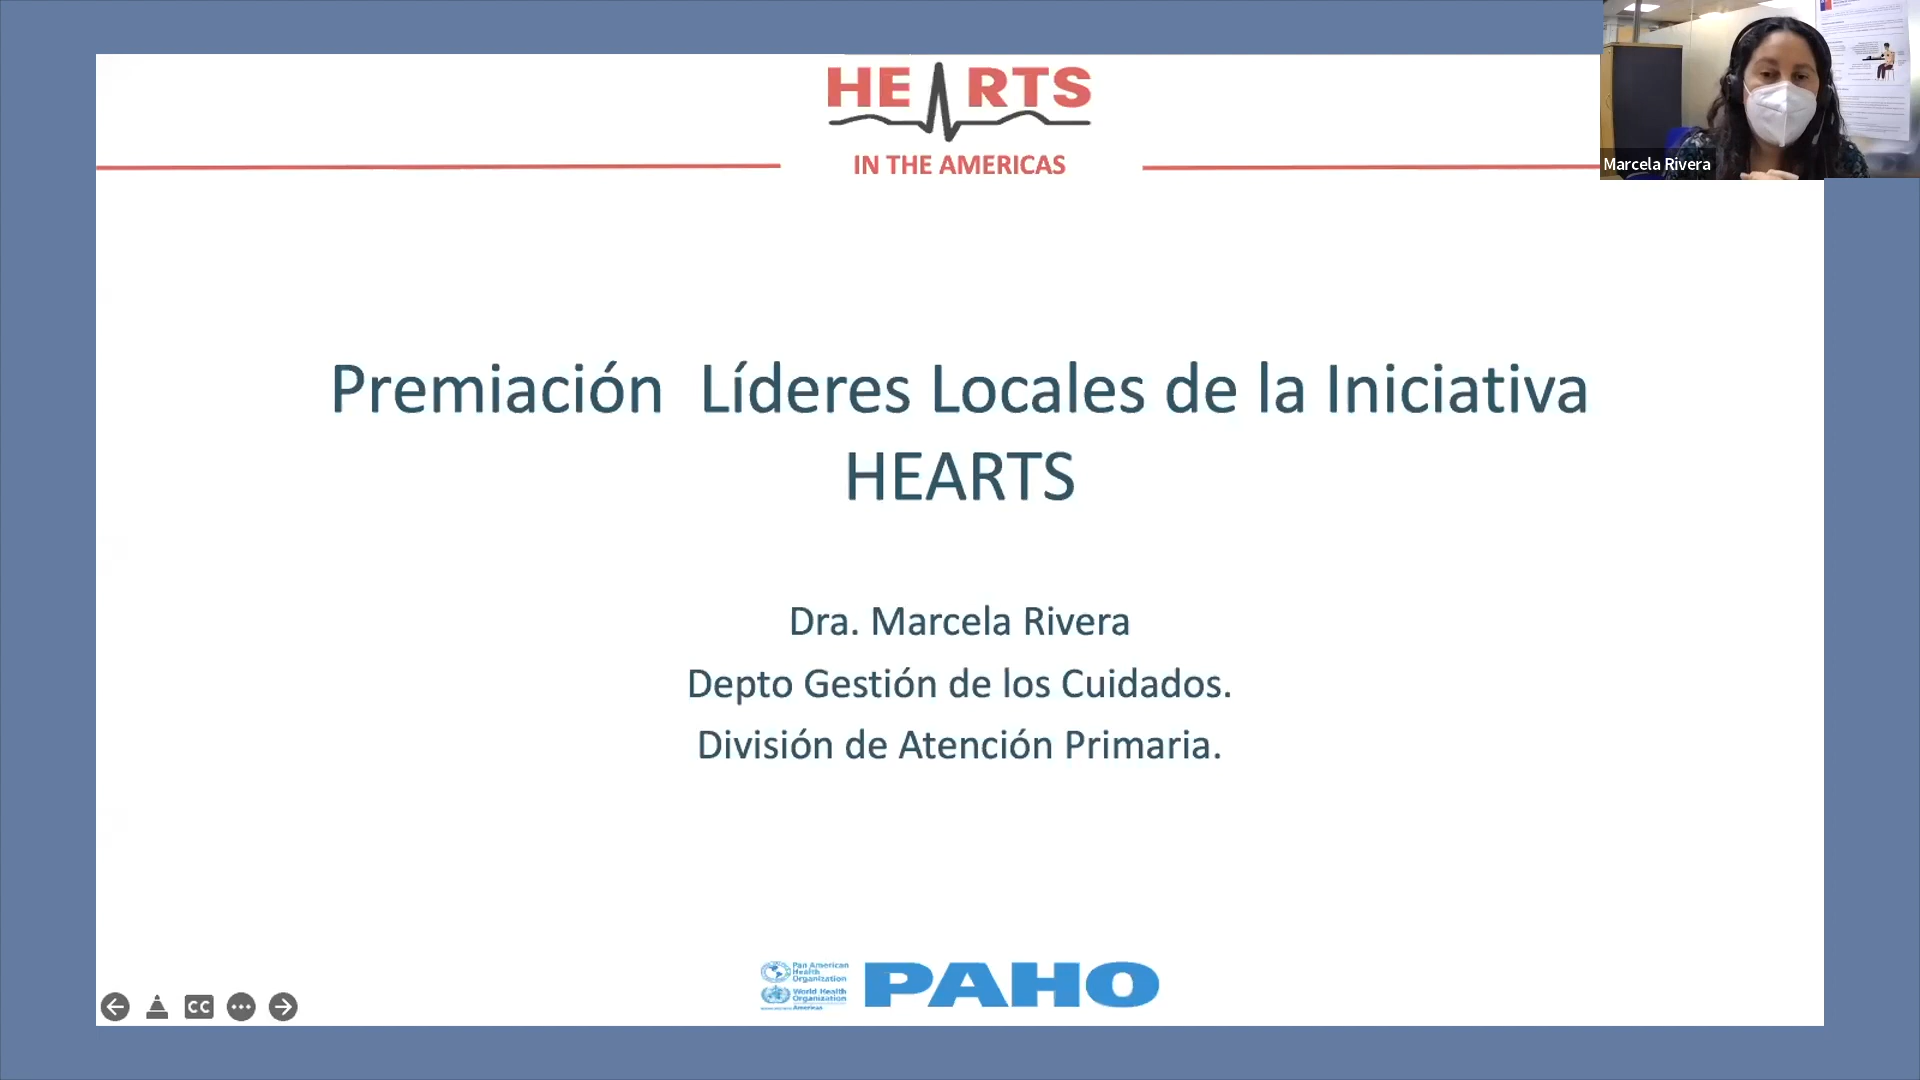 HEARTS
IN THE AMERICAS
Marcela Rivera
Premiación  Líderes Locales de la Iniciativa
HEARTS
Dra. Marcela Rivera
Depto Gestión de los Cuidados.
División de Atención Primaria.
Pan American
Health
Organization
World Health
Organization
Americas
PAHO
CC